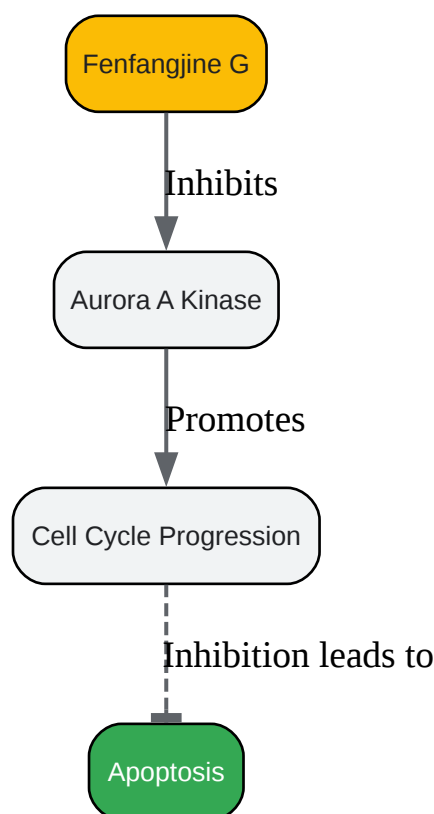 Fenfangjine G
Inhibits
Aurora A Kinase
Promotes
Cell Cycle Progression
Inhibition leads to
Apoptosis